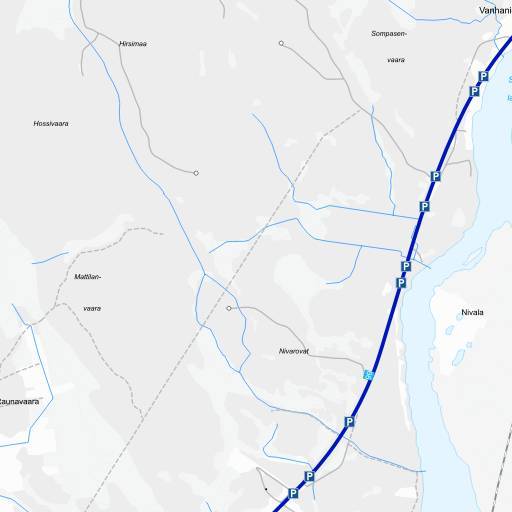 Vanhani
Sompasen-
vaara
Hirsimaa
P
P
Hossivaara
P
P
P
Mattilan-
vaara
P
Nivala
Nivarovat
Raunavaara
P
P
P